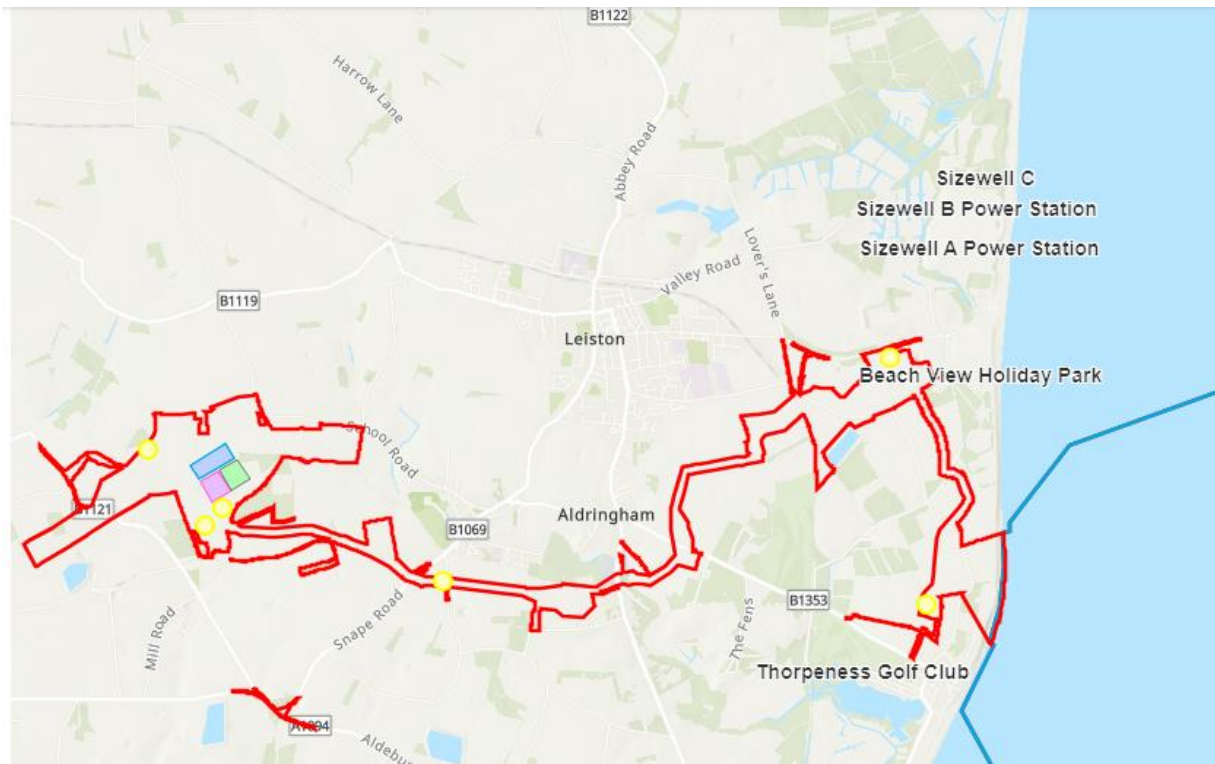 B1122
Harrow Lane
Abbey Road
Sizewell C
Sizewell B Power Station
Lover's Lane
Sizewell A Power Station
Valley Road
B1119
Leiston
Beach View Holiday Park
School Road
B1121
Aldringham
B1069
B1353
Snape Road
The Fens
Mill Road
Thorpeness Golf Club
A1094